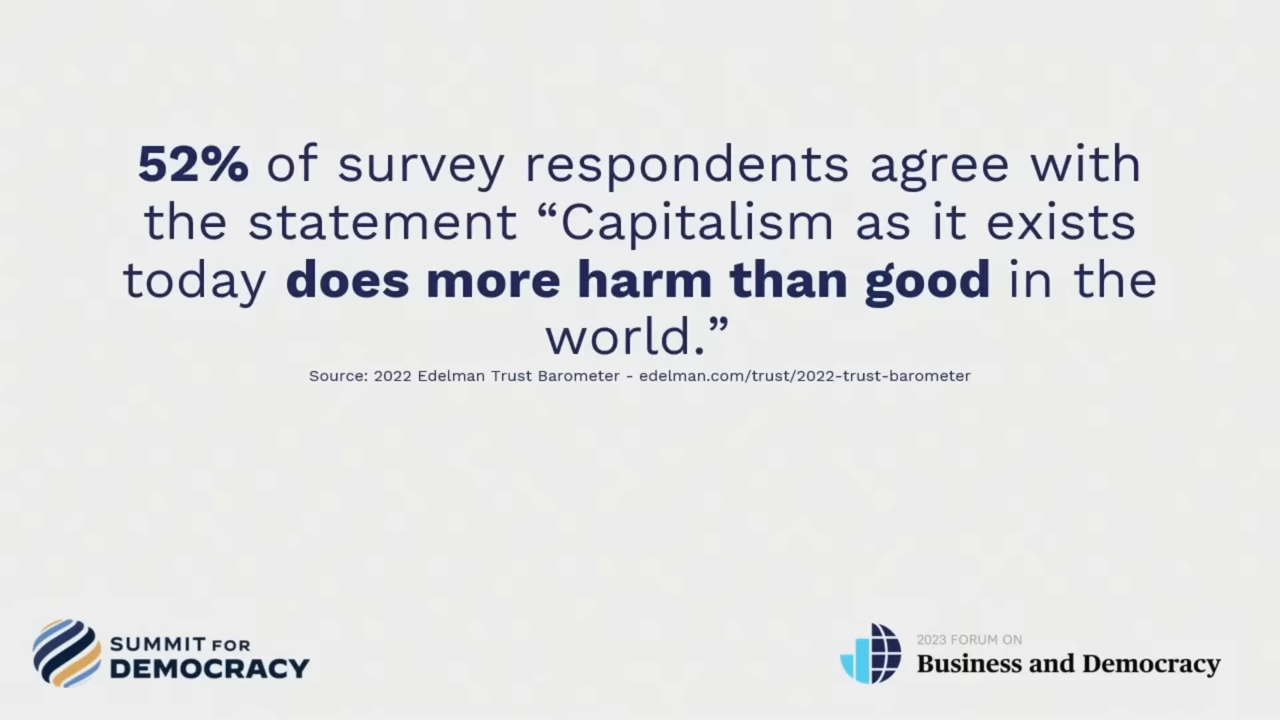 52% of survey respondents agree with
the statement “Capitalism as it exists
today does more harm than good in the
world.”
Source: 2022 Edelman Trust Barometer - edelman.com/trust/2022-trust-barometer
SUMMIT FOR
DEMOCRACY
2023 FORUM ON
Business and Democracy